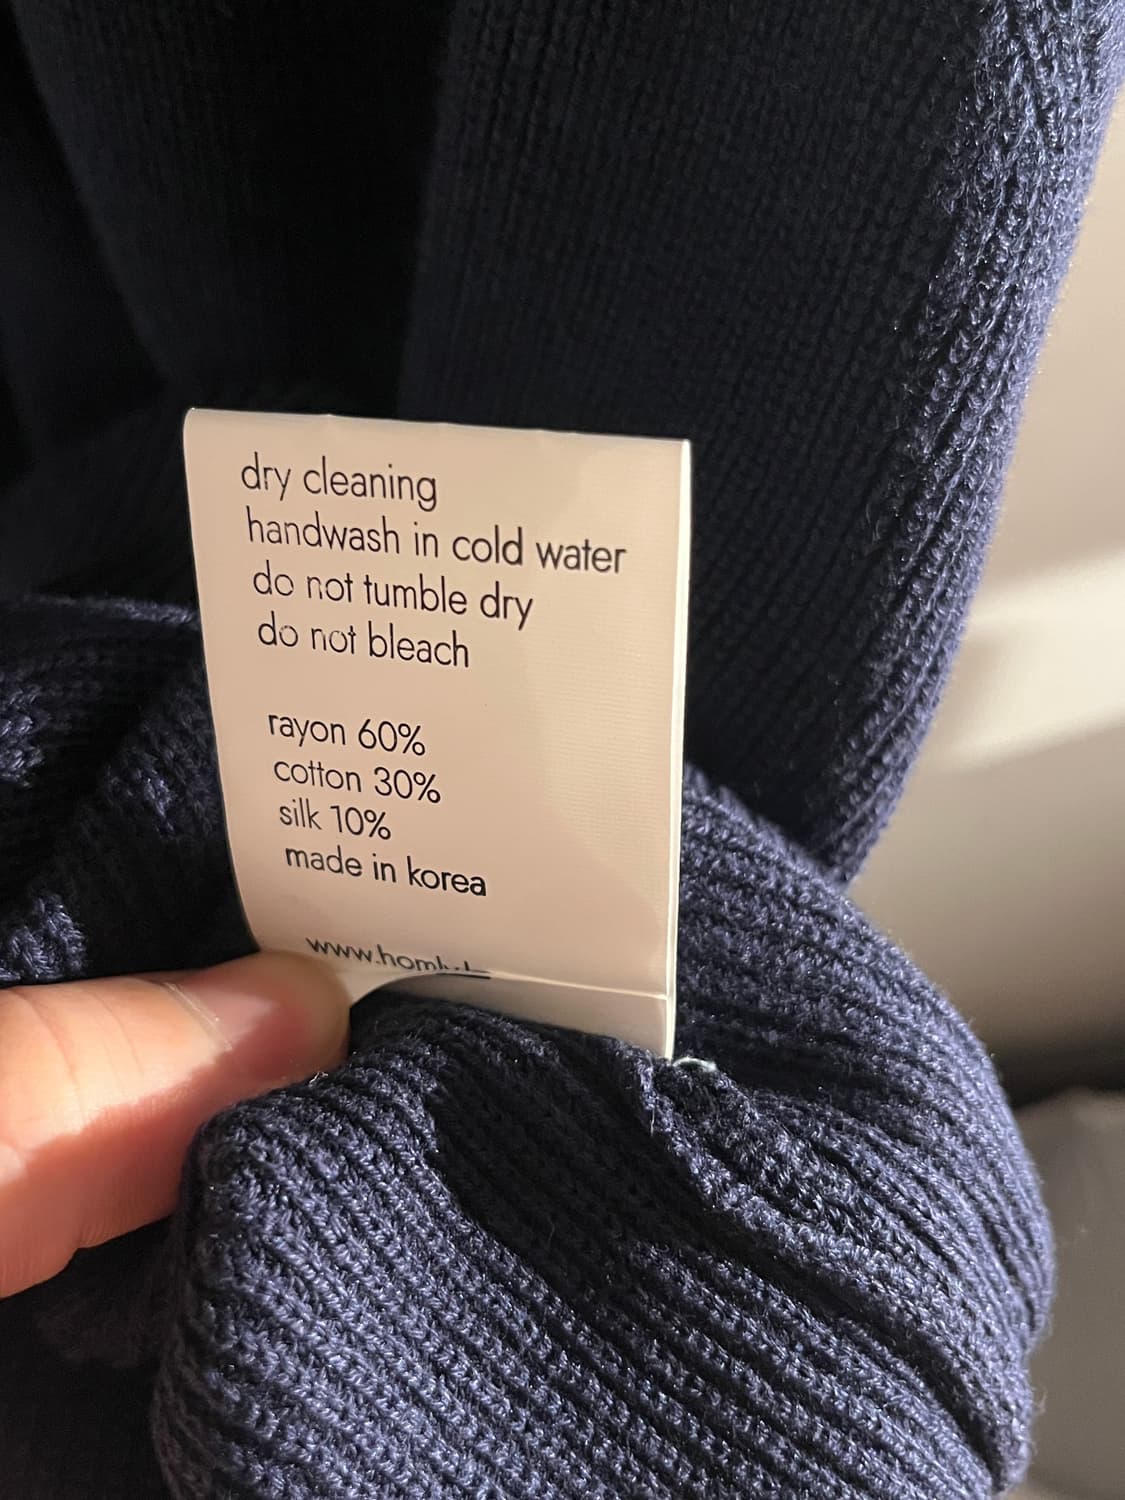 dry cleaning
handwash in cold water
do not tumble dry
do not bleach
rayon 60%
cotton 30%
silk 10%
made in korea